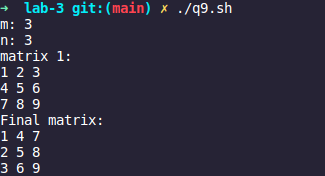 ➜ lab-3 git:(main) ✗ ./q9.sh
m: 3
n: 3
matrix 1:
1 2 3
4 5 6
7 8 9
Final matrix:
1 4 7
2 5 8
3 6 9